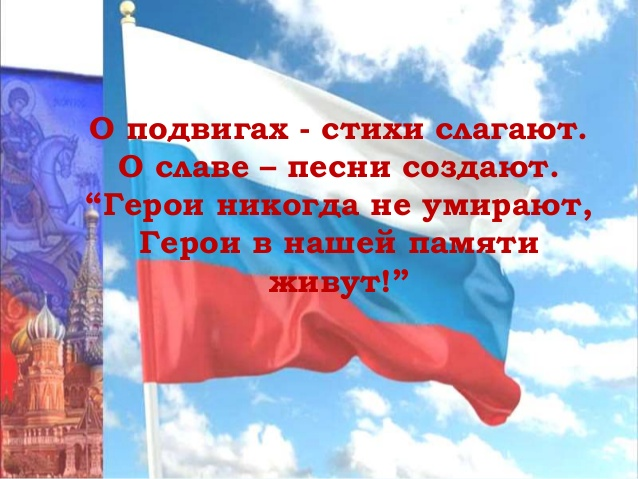 О подвигах - стихи слагают.
О славе – песни создают.
“Герои никогда не умирают,
Герои в нашей памяти
живут!”